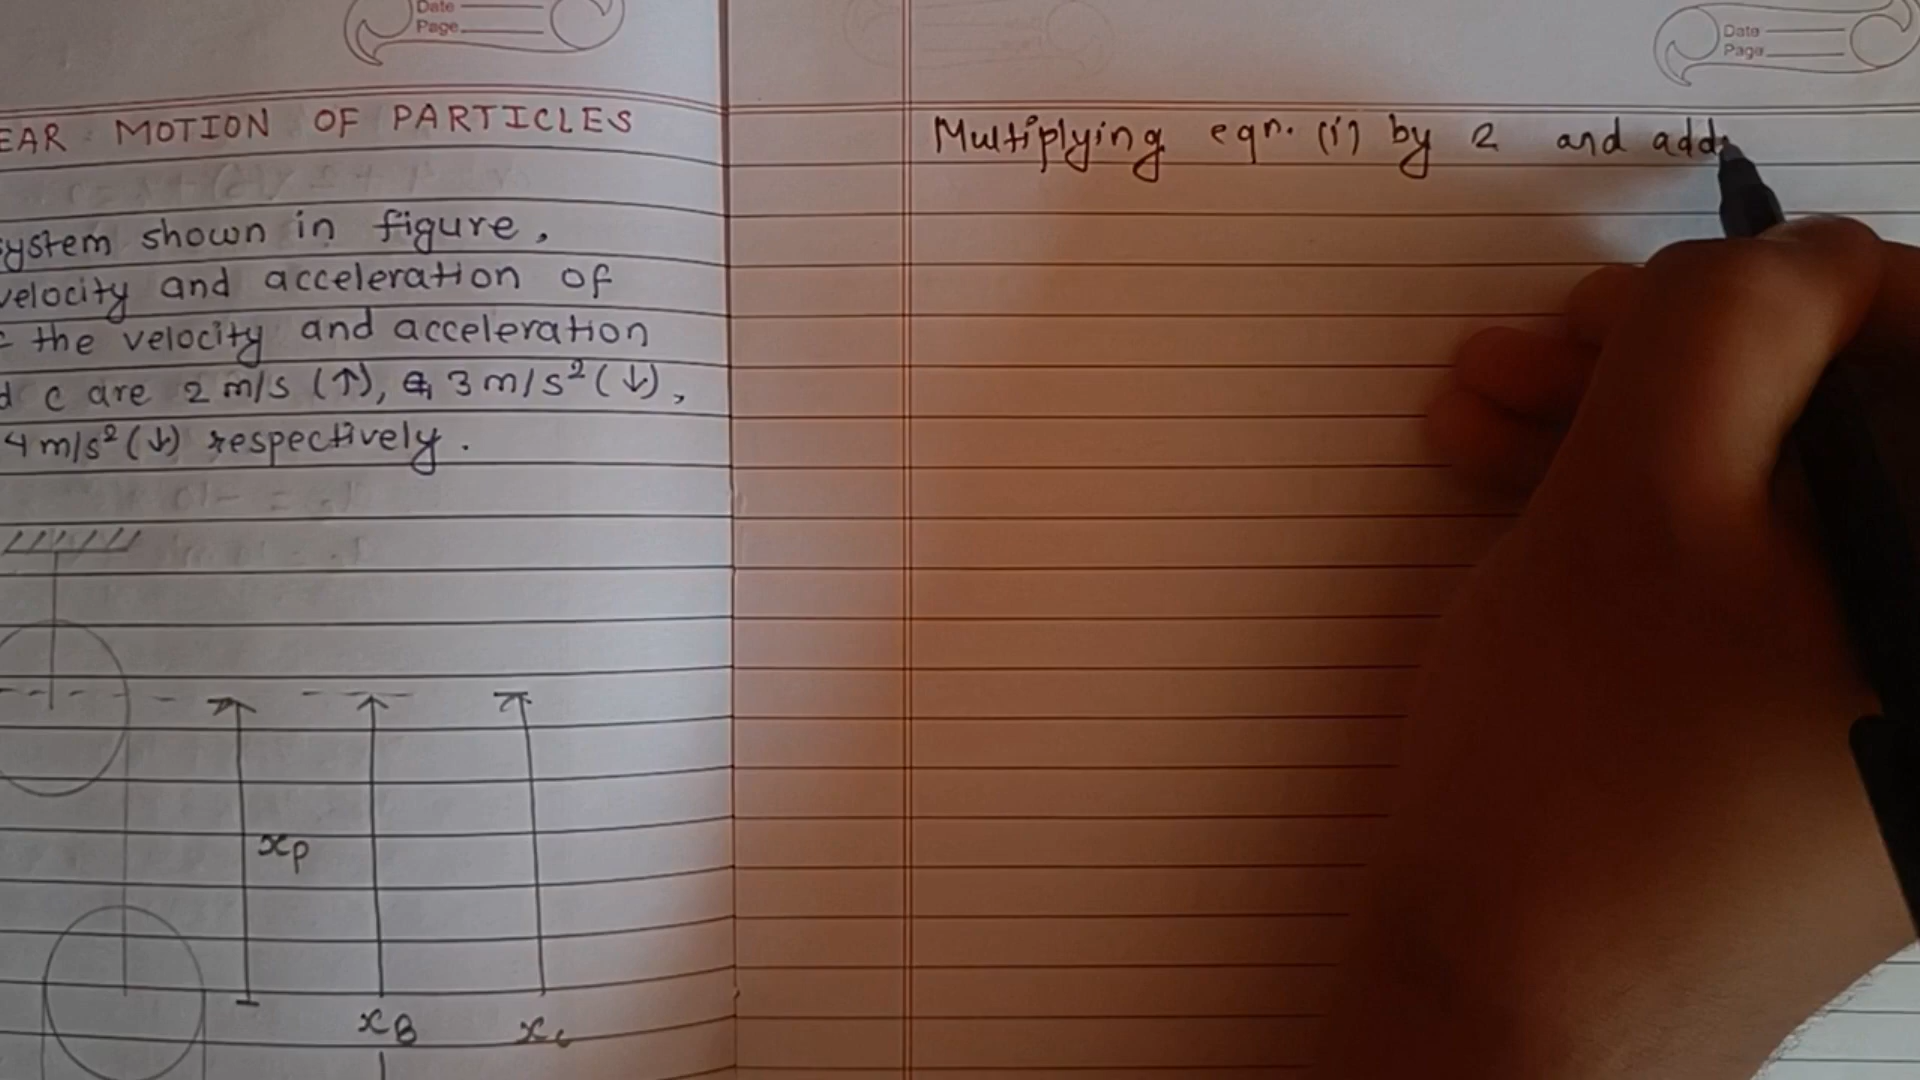 Date
Page
Date
Page
EAR MOTION OF PARTICLES
system shown in figure,
velocity and acceleration of
the velocity and acceleration
d c are 2 m/s (↑), 3 m/s² (↓),
4 m/s² (↓) respectively.
xP
xB
xc
Multiplying eqn. (i) by 2 and add